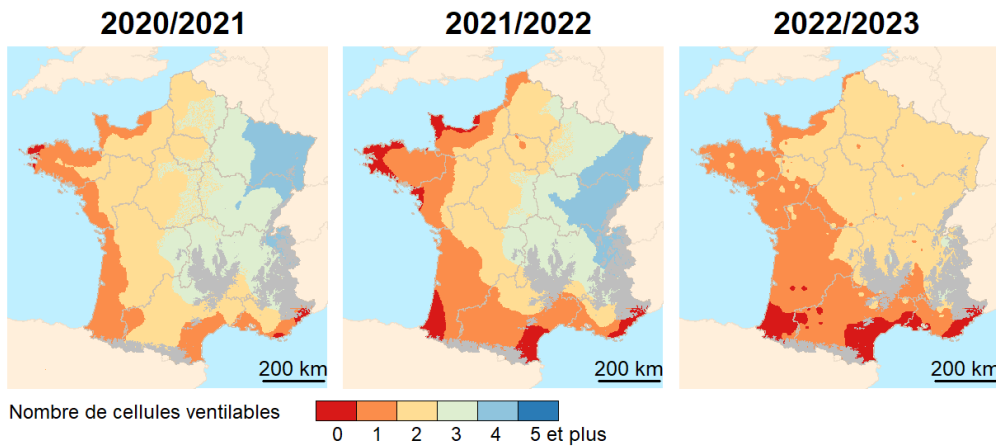 2020/2021 2021/2022 2022/2023
200 km 200 km 200 km
Nombre de cellules ventilables
0 1 2 3 4 5 et plus